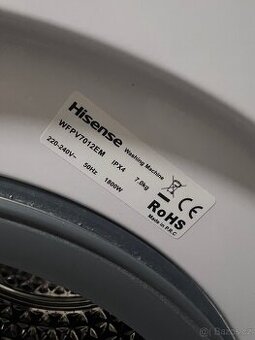 Hisense Washing Machine
WFPV7012EM IPX4 7.0kg
220-240V~ 50Hz 1800W
CE
RoHS
Made in P.R.C